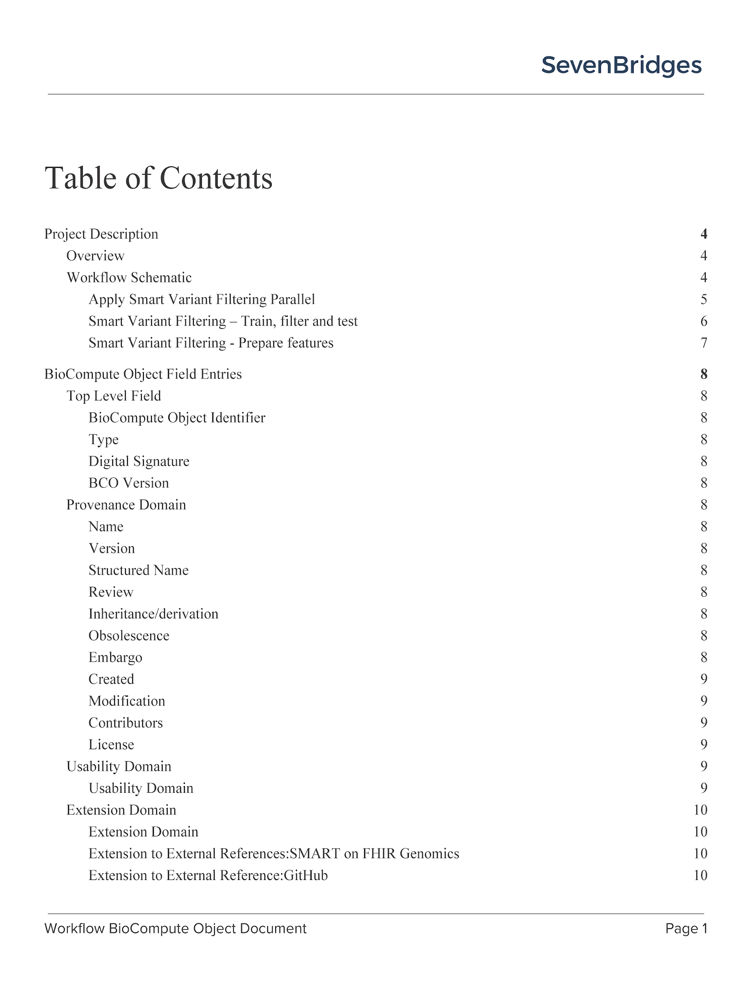 SevenBridges
Table of Contents
Project Description 4
Overview 4
Workflow Schematic 4
Apply Smart Variant Filtering Parallel 5
Smart Variant Filtering – Train, filter and test 6
Smart Variant Filtering - Prepare features 7
BioCompute Object Field Entries 8
Top Level Field 8
BioCompute Object Identifier 8
Type 8
Digital Signature 8
BCO Version 8
Provenance Domain 8
Name 8
Version 8
Structured Name 8
Review 8
Inheritance/derivation 8
Obsolescence 8
Embargo 8
Created 9
Modification 9
Contributors 9
License 9
Usability Domain 9
Usability Domain 9
Extension Domain 10
Extension Domain 10
Extension to External References:SMART on FHIR Genomics 10
Extension to External Reference:GitHub 10
Workflow BioCompute Object Document Page 1